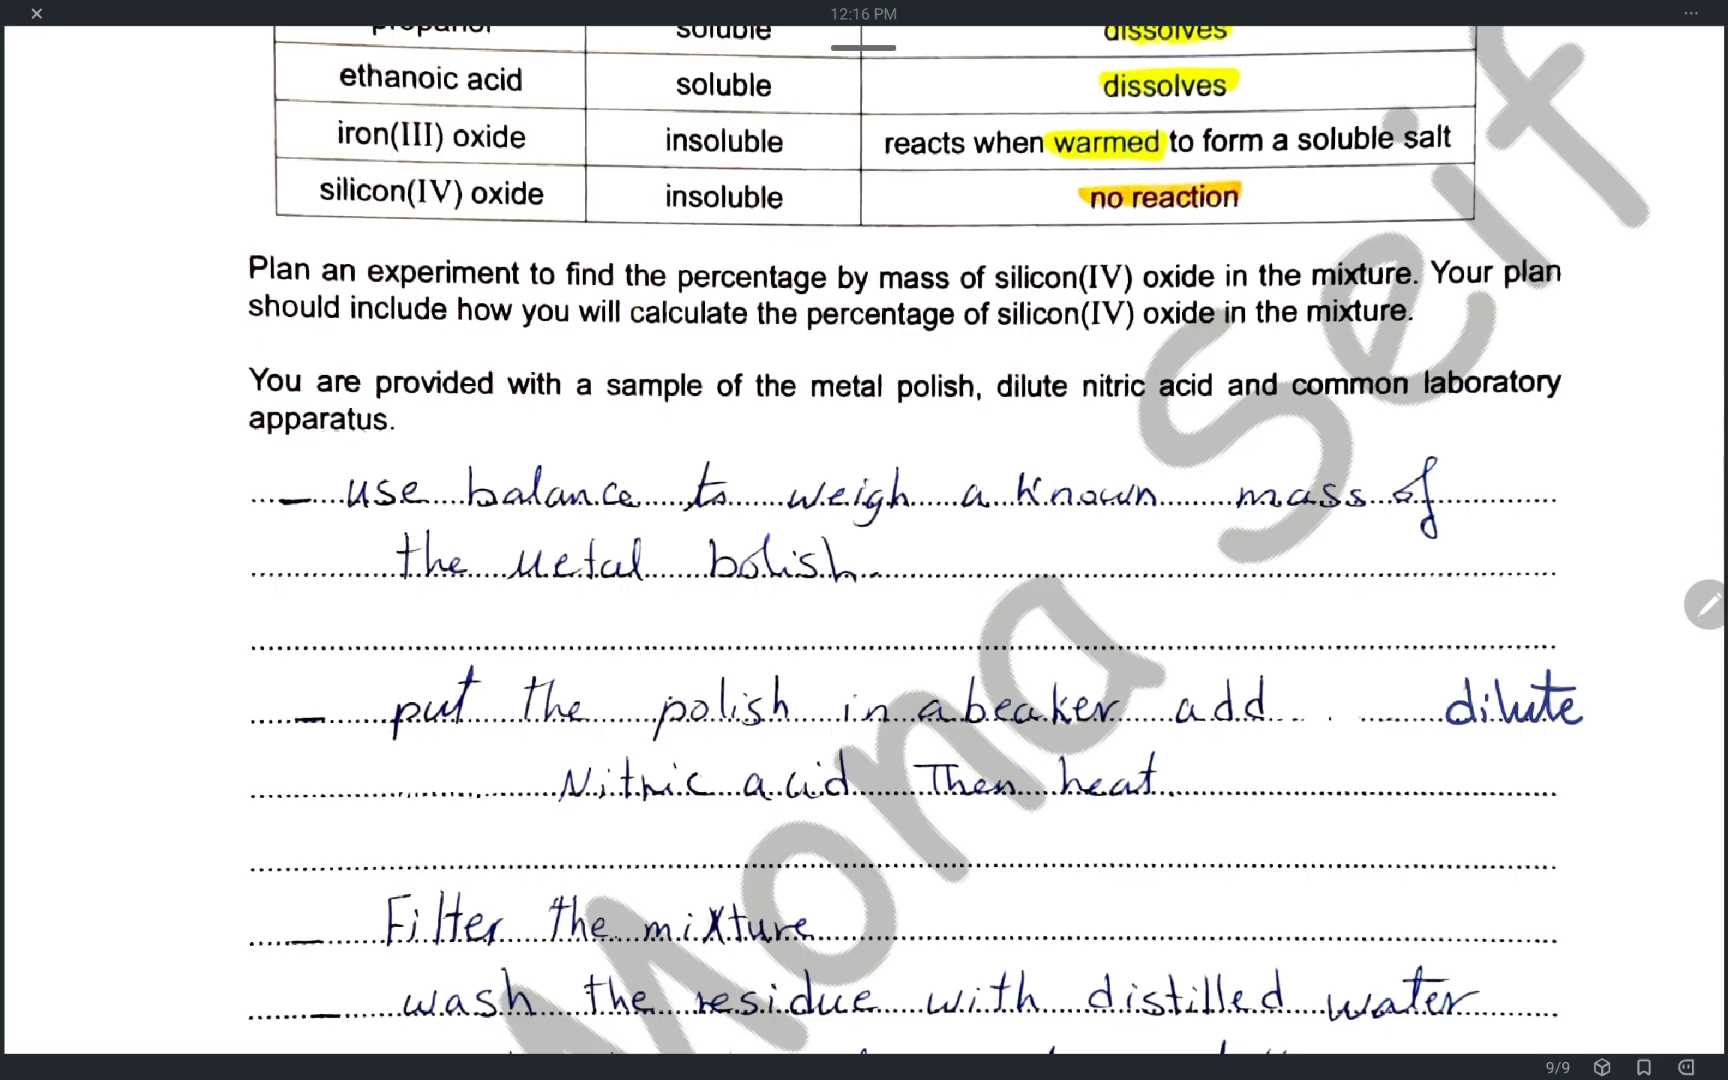 12:16 PM
propanol soluble dissolves
ethanoic acid soluble dissolves
iron(III) oxide insoluble reacts when warmed to form a soluble salt
silicon(IV) oxide insoluble no reaction
Plan an experiment to find the percentage by mass of silicon(IV) oxide in the mixture. Your plan
should include how you will calculate the percentage of silicon(IV) oxide in the mixture.
You are provided with a sample of the metal polish, dilute nitric acid and common laboratory
apparatus.
– use balance to weigh a known mass of
the Metal bolish.
– put the polish in a beaker add dilute
Nitric acid Then heat.
– Filter the mixture
– wash the residue with distilled water
Mona Seif
9/9